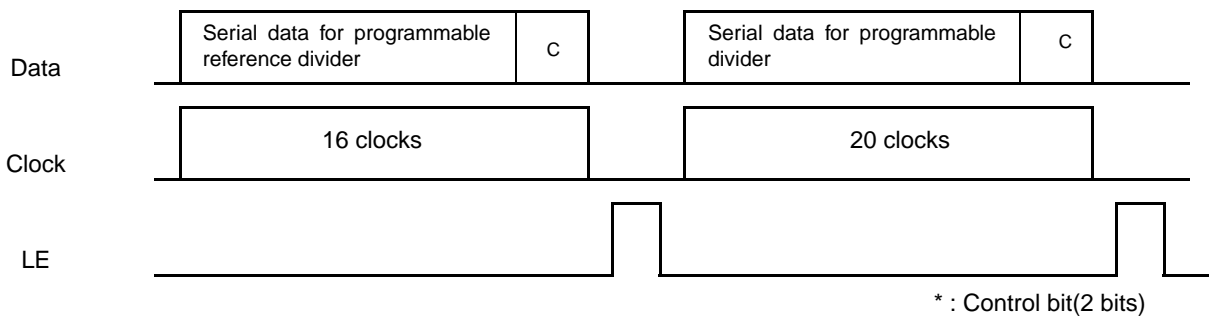 Serial data for programmable
reference divider
C
Serial data for programmable
divider
C
Data
16 clocks
20 clocks
Clock
LE
* : Control bit(2 bits)